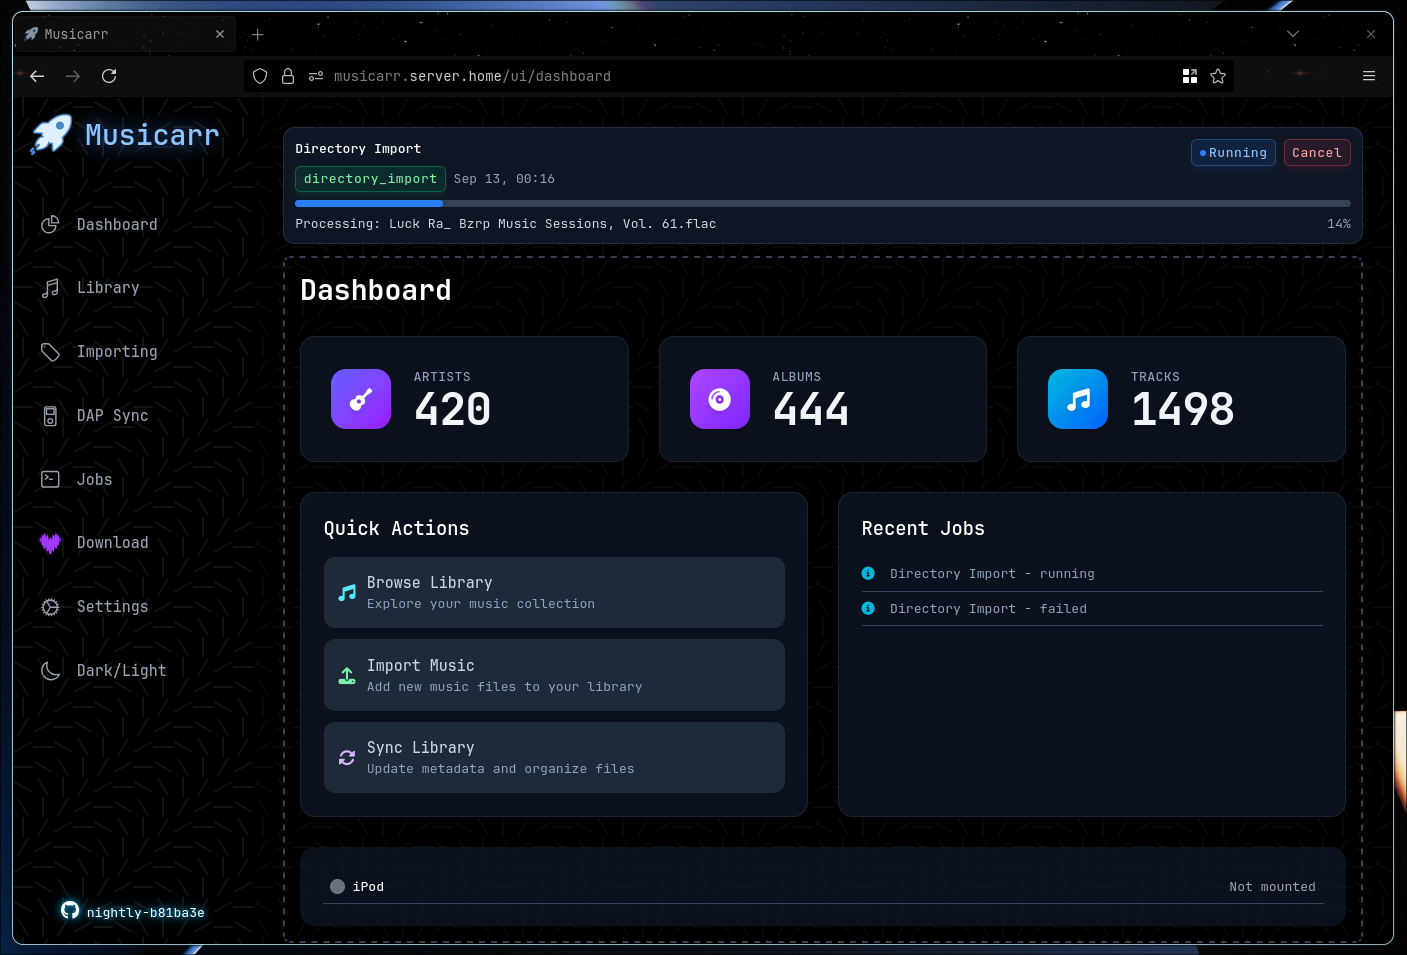 Musicarr
musicarr.server.home/ui/dashboard
Musicarr
Dashboard
Library
Importing
DAP Sync
Jobs
Download
Settings
Dark/Light
nightly-b81ba3e
Directory Import
Running
Cancel
directory_import Sep 13, 00:16
Processing: Luck Ra_ Bzrp Music Sessions, Vol. 61.flac
14%
Dashboard
ARTISTS
420
ALBUMS
444
TRACKS
1498
Quick Actions
Browse Library
Explore your music collection
Import Music
Add new music files to your library
Sync Library
Update metadata and organize files
Recent Jobs
Directory Import - running
Directory Import - failed
iPod
Not mounted